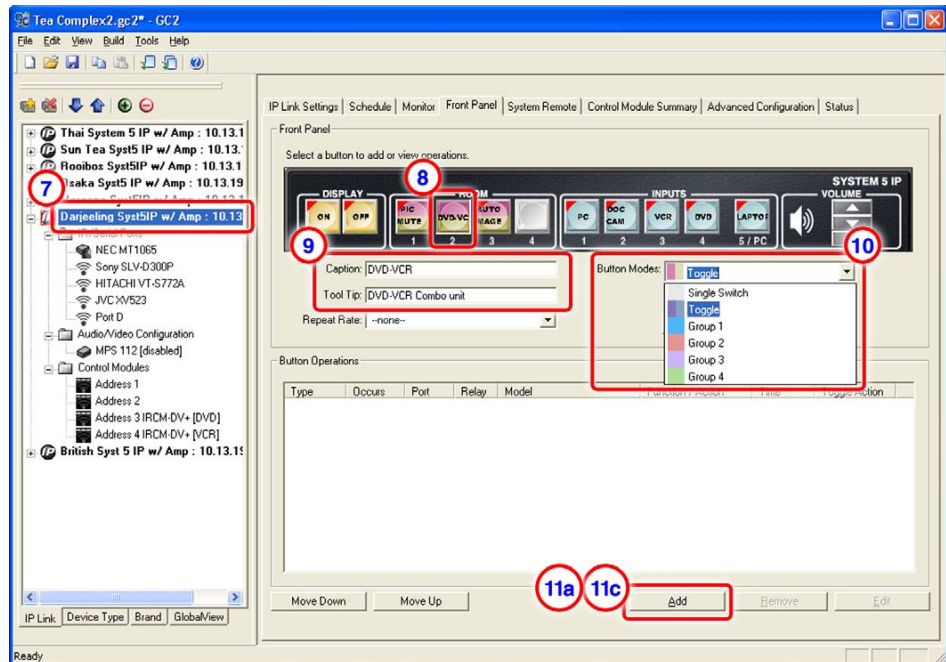 Tea Complex2.gc2* - GC2
File Edit View Build Tools Help
IP Link Settings Schedule Monitor Front Panel System Remote Control Module Summary Advanced Configuration Status
Thai System 5 IP w/ Amp : 10.13.1
Sun Tea Syst5 IP w/ Amp : 10.13.
Rooibos Syst5IP w/ Amp : 10.13.1
saka Syst5 IP w/ Amp : 10.13.19
7
Darjeeling Syst5IP w/ Amp : 10.13
NEC MT1065
Sony SLV-D300P
HITACHI VT-S772A
JVC XV523
Port D
Audio/Video Configuration
MPS 112 [disabled]
Control Modules
Address 1
Address 2
Address 3 IRCM-DV+ [DVD]
Address 4 IRCM-DV+ [VCR]
British Syst 5 IP w/ Amp : 10.13.19
IP Link Device Type Brand GlobalView
Front Panel
Select a button to add or view operations.
8
SYSTEM 5 IP
DISPLAY INPUTS VOLUME
ON OFF PIC MUTE DVD-VC PC DOC CAM VCR DVD LAPTOP
1 2 3 4 1 2 3 4 5 / PC
9
10
Caption: DVD-VCR
Tool Tip: DVD-VCR Combo unit
Repeat Rate: --none--
Button Modes: Toggle
Single Switch
Toggle
Group 1
Group 2
Group 3
Group 4
Button Operations
Type Occurs Port Relay Model Function / Action Time Toggle Action
11a 11c
Move Down Move Up Add Remove Edit
Ready